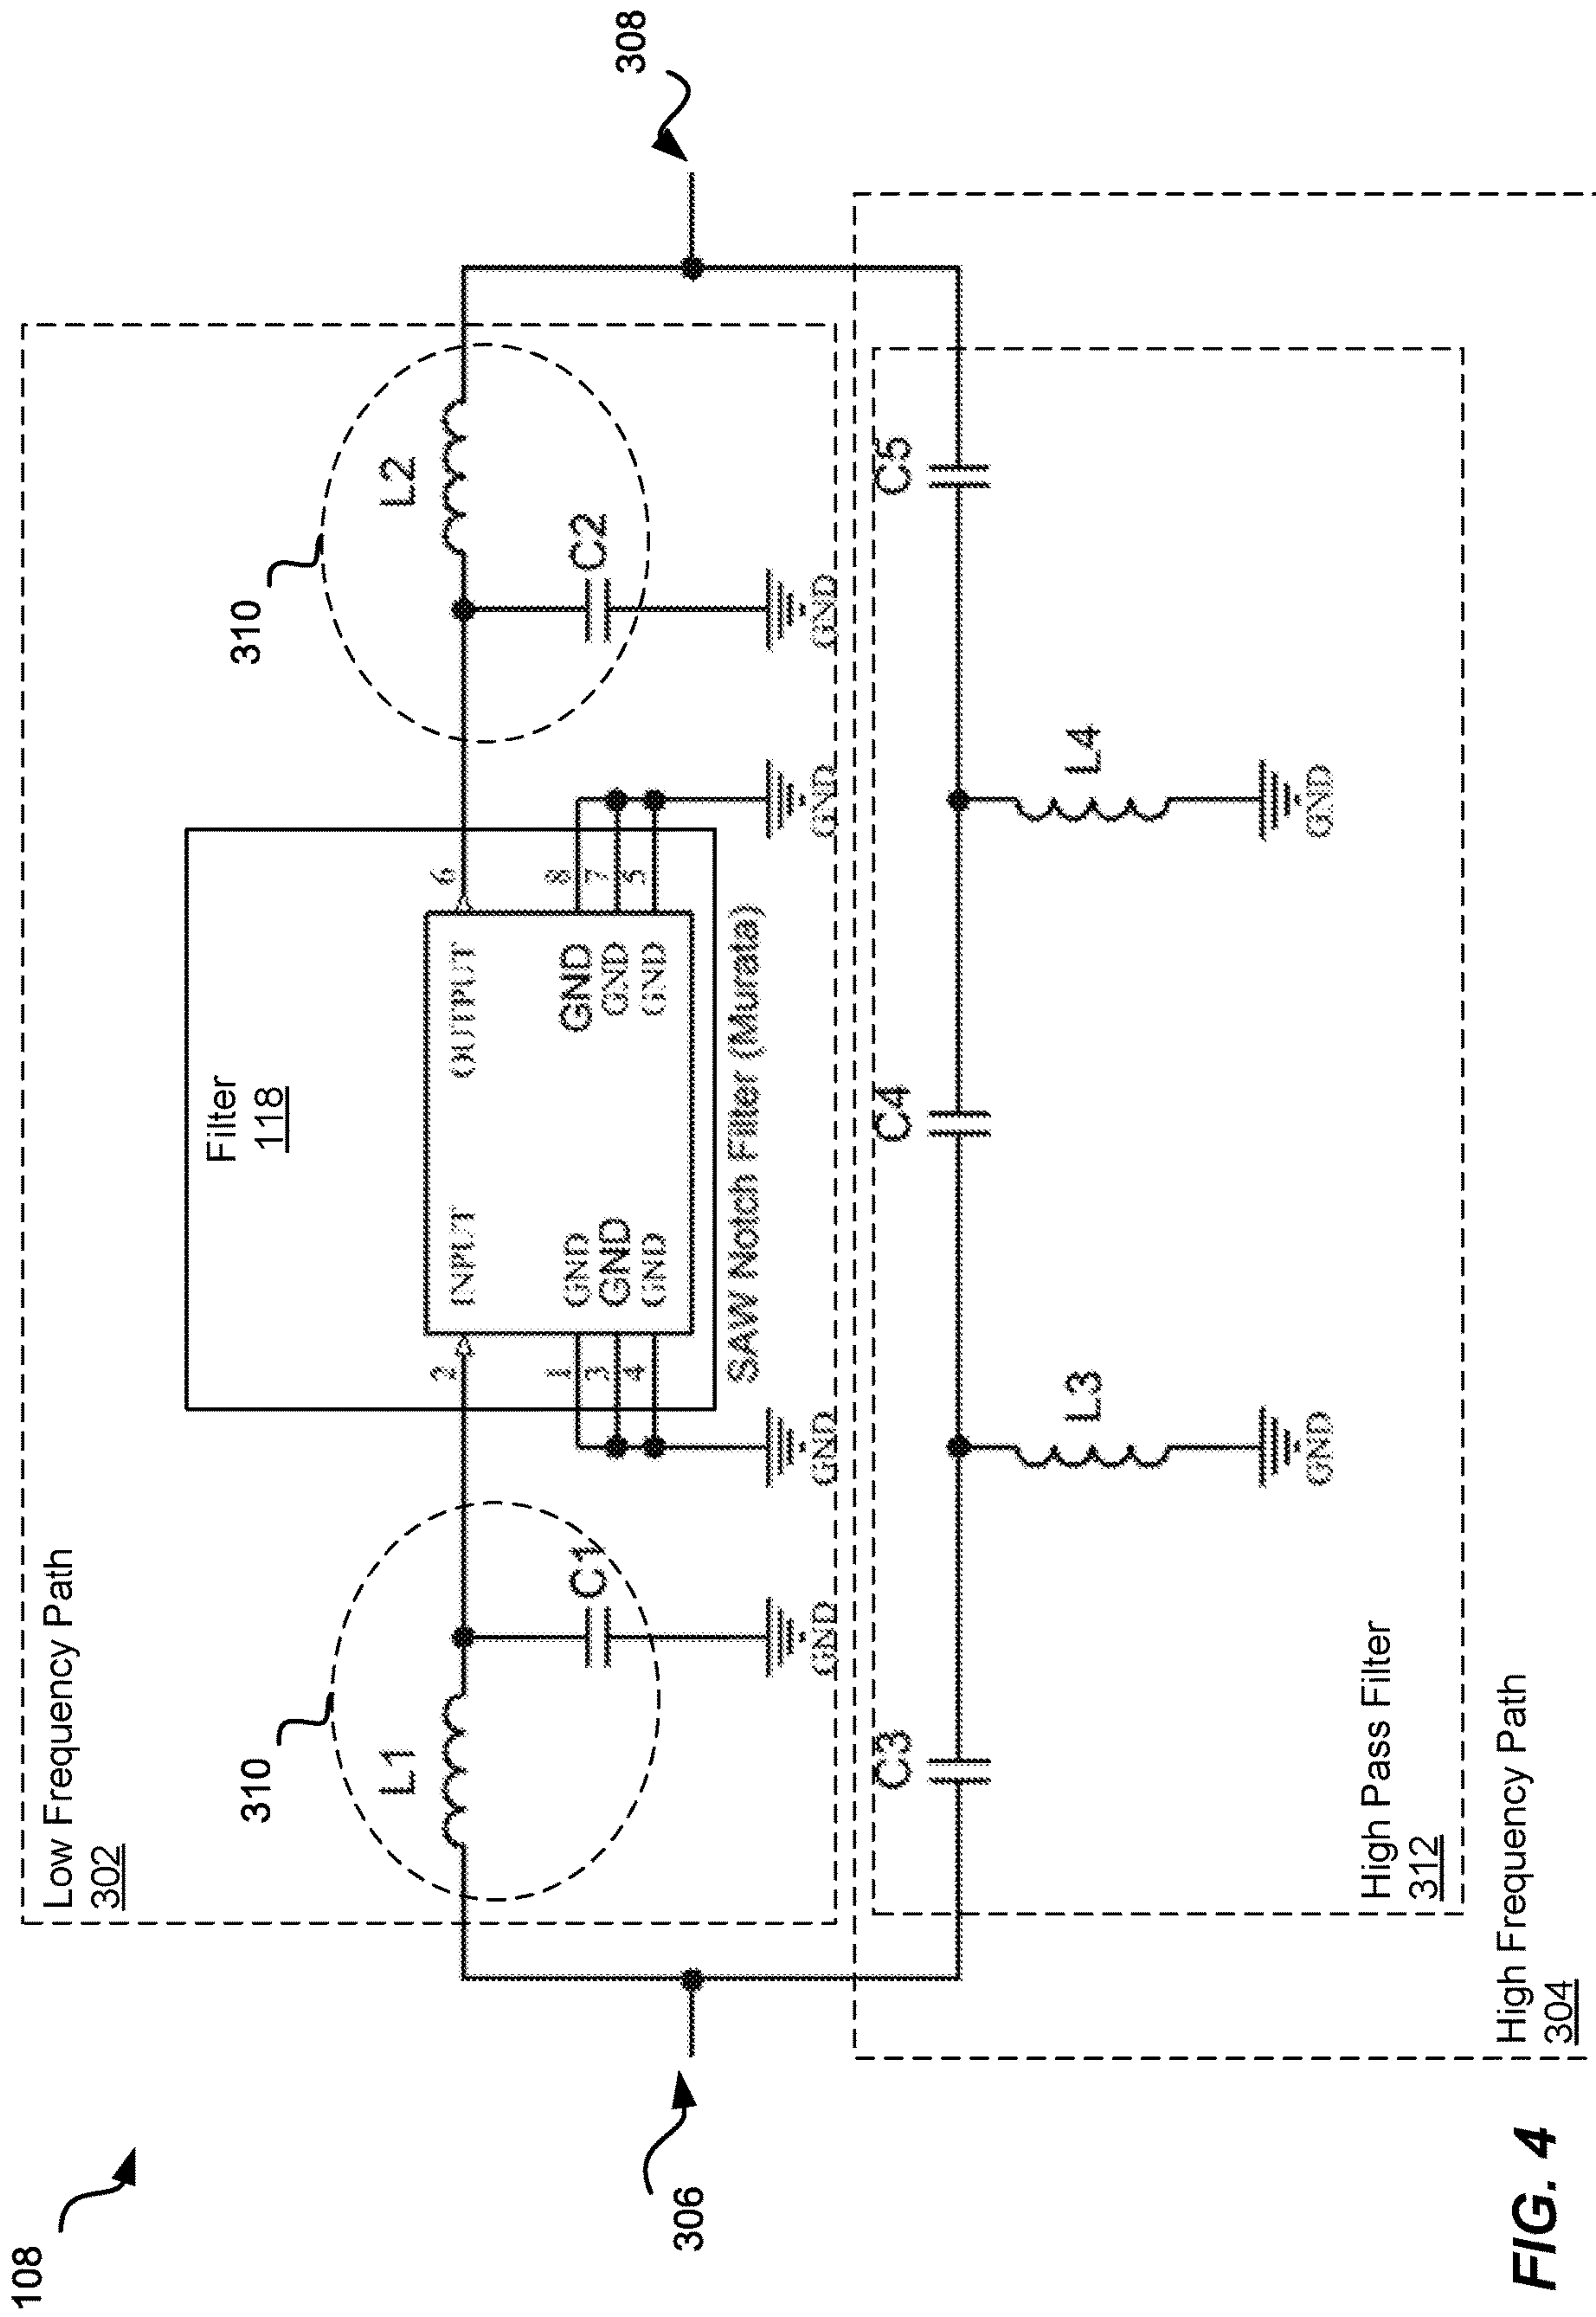 108
Low Frequency Path
302
Filter
118
310
310
L1
L2
C1
C2
2
INPUT
OUTPUT
6
1
GND
GND
8
3
GND
GND
7
4
GND
GND
5
SAW Notch Filter (Murata)
GND
GND
GND
GND
306
308
C3
C4
C5
L3
L4
GND
GND
High Pass Filter
312
High Frequency Path
304
FIG. 4